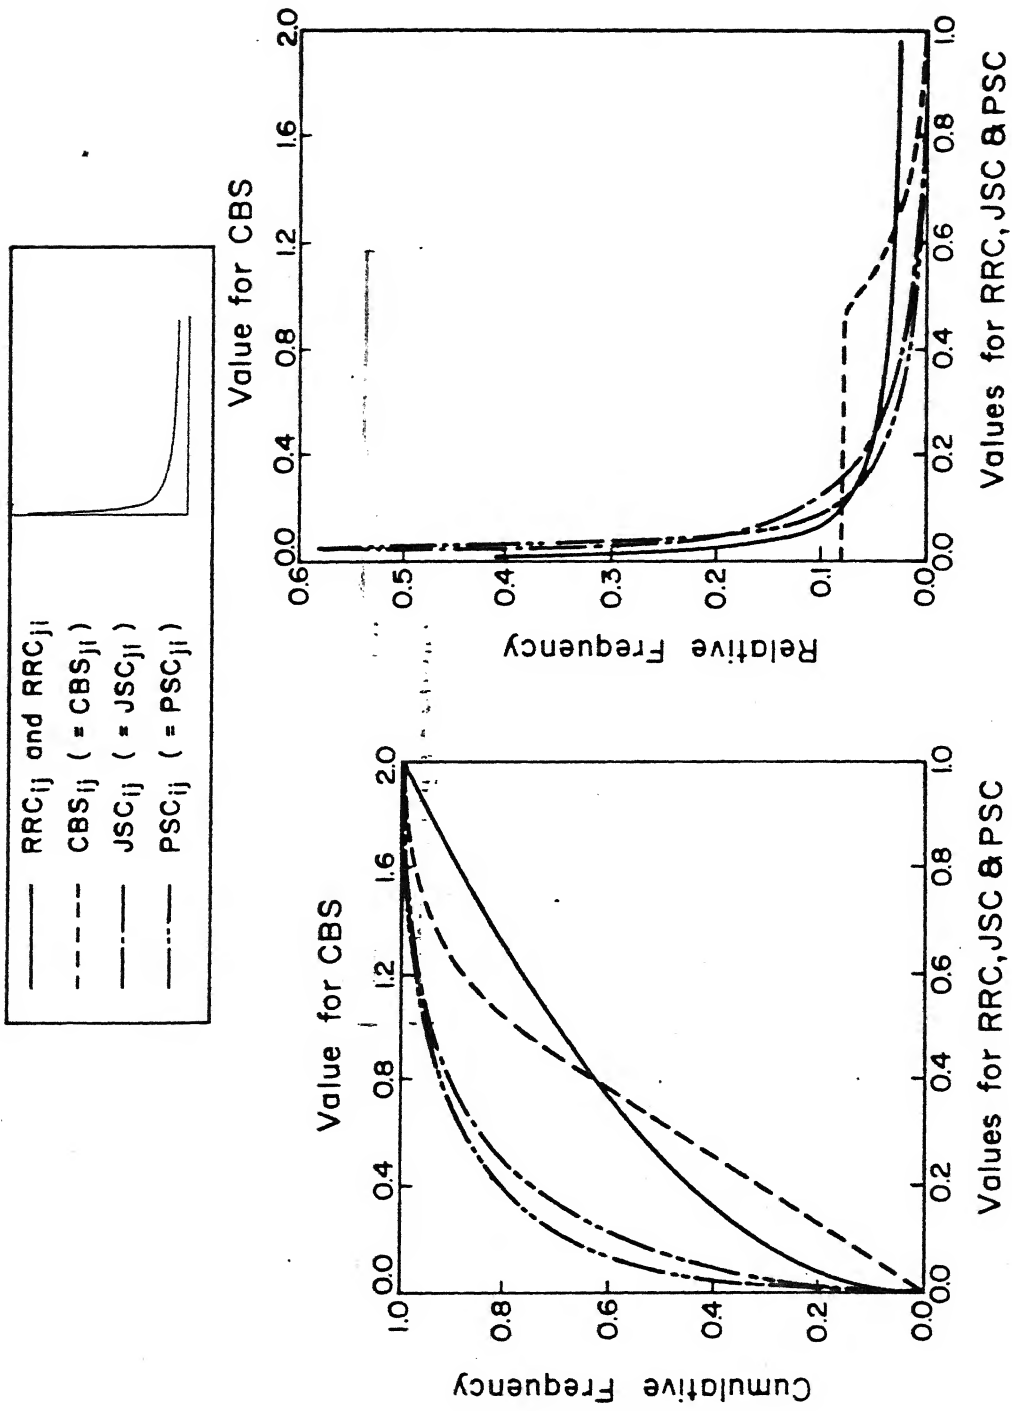 RRCij and RRCji
CBSij ( = CBSji )
JSCij ( = JSCji )
PSCij ( = PSCji )
Value for CBS
0.0 0.4 0.8 1.2 1.6 2.0
1.0
0.8
0.6
0.4
0.2
0.0
Cumulative Frequency
0.0 0.2 0.4 0.6 0.8 1.0
Values for RRC, JSC & PSC
Value for CBS
0.0 0.4 0.8 1.2 1.6 2.0
0.6
0.5
0.4
0.3
0.2
0.1
0.0
Relative Frequency
0.0 0.2 0.4 0.6 0.8 1.0
Values for RRC, JSC & PSC